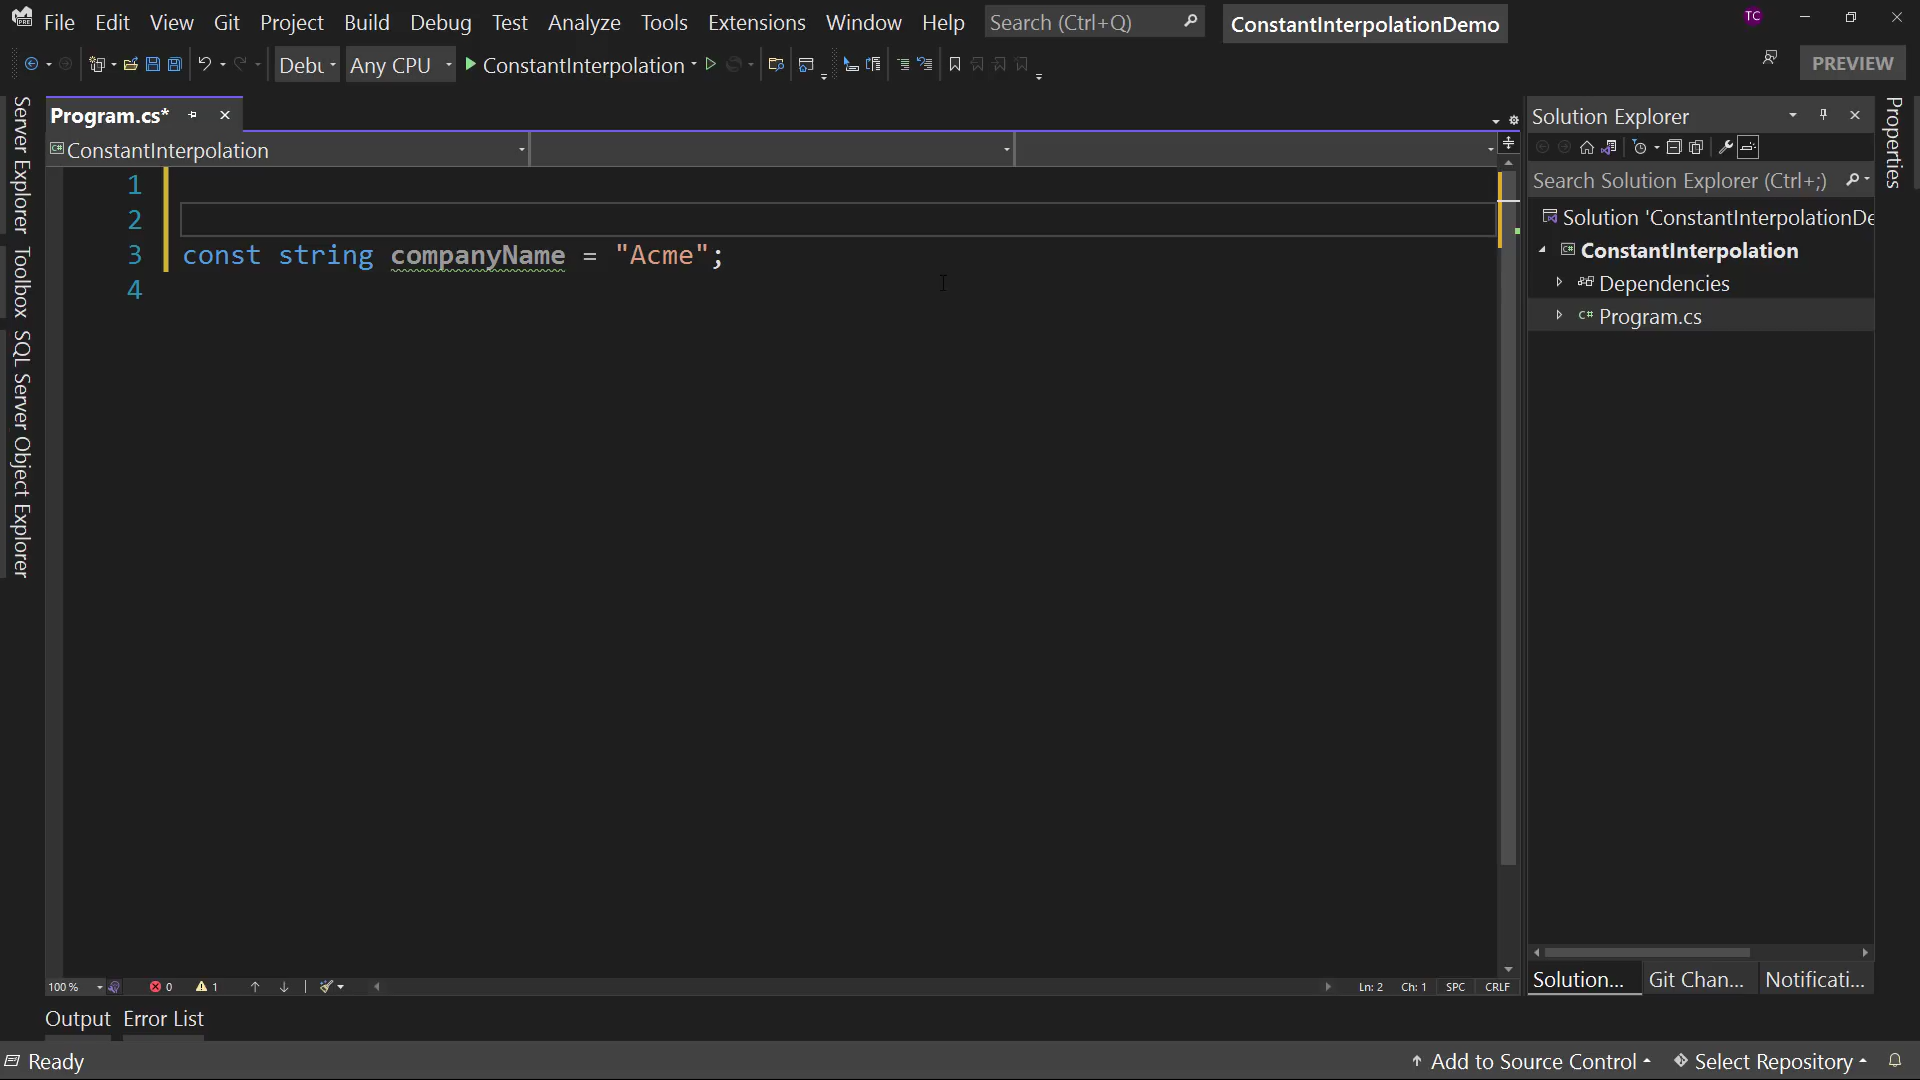 File Edit View Git Project Build Debug Test Analyze Tools Extensions Window Help Search (Ctrl+Q) ConstantInterpolationDemo TC
Debu Any CPU ConstantInterpolation PREVIEW
Program.cs*
ConstantInterpolation
1
2
3 const string companyName = "Acme";
4
Server Explorer
Toolbox
SQL Server Object Explorer
Solution Explorer
Search Solution Explorer (Ctrl+;)
Solution 'ConstantInterpolationDe
C# ConstantInterpolation
Dependencies
C# Program.cs
Properties
Solution... Git Chan... Notificati...
100 % 0 1 Ln: 2 Ch: 1 SPC CRLF
Output Error List
Ready Add to Source Control Select Repository